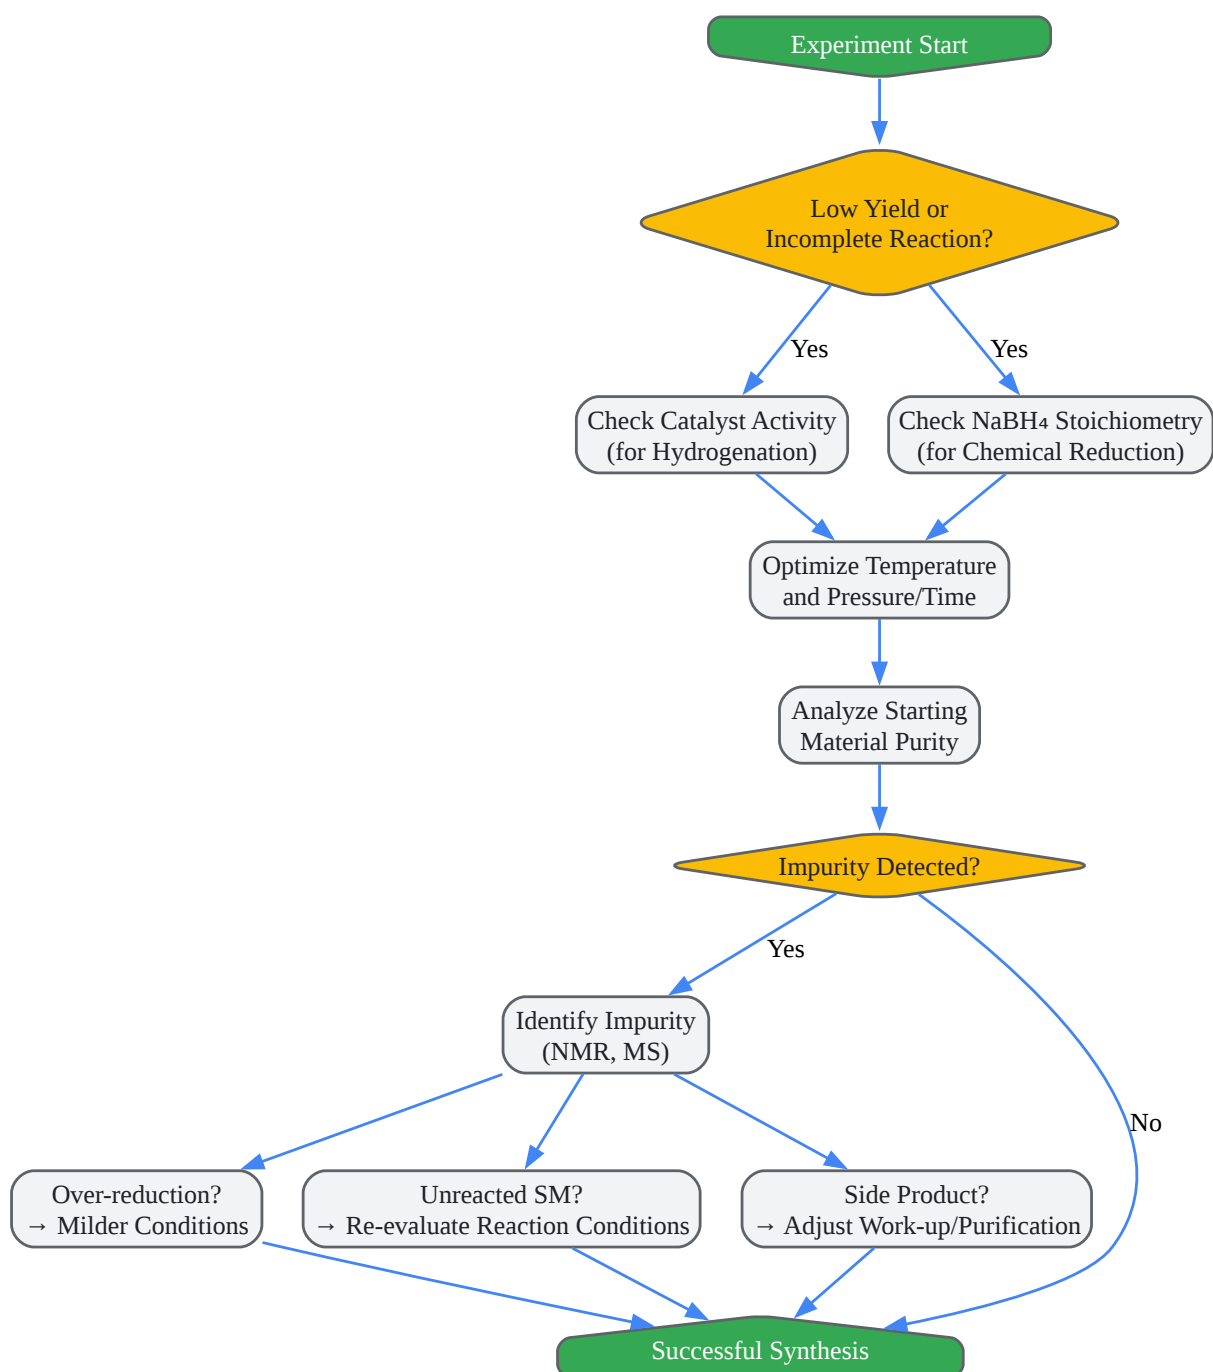 Experiment Start
Low Yield or
Incomplete Reaction?
Yes
Yes
Check Catalyst Activity
(for Hydrogenation)
Check NaBH₄ Stoichiometry
(for Chemical Reduction)
Optimize Temperature
and Pressure/Time
Analyze Starting
Material Purity
Impurity Detected?
Yes
Identify Impurity
(NMR, MS)
No
Over-reduction?
→ Milder Conditions
Unreacted SM?
→ Re-evaluate Reaction Conditions
Side Product?
→ Adjust Work-up/Purification
Successful Synthesis